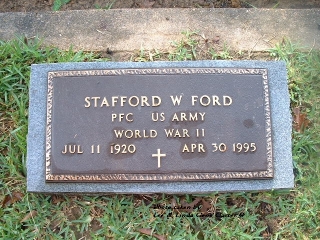 STAFFORD W FORD
PFC US ARMY
WORLD WAR II
JUL 11 1920 APR 30 1995